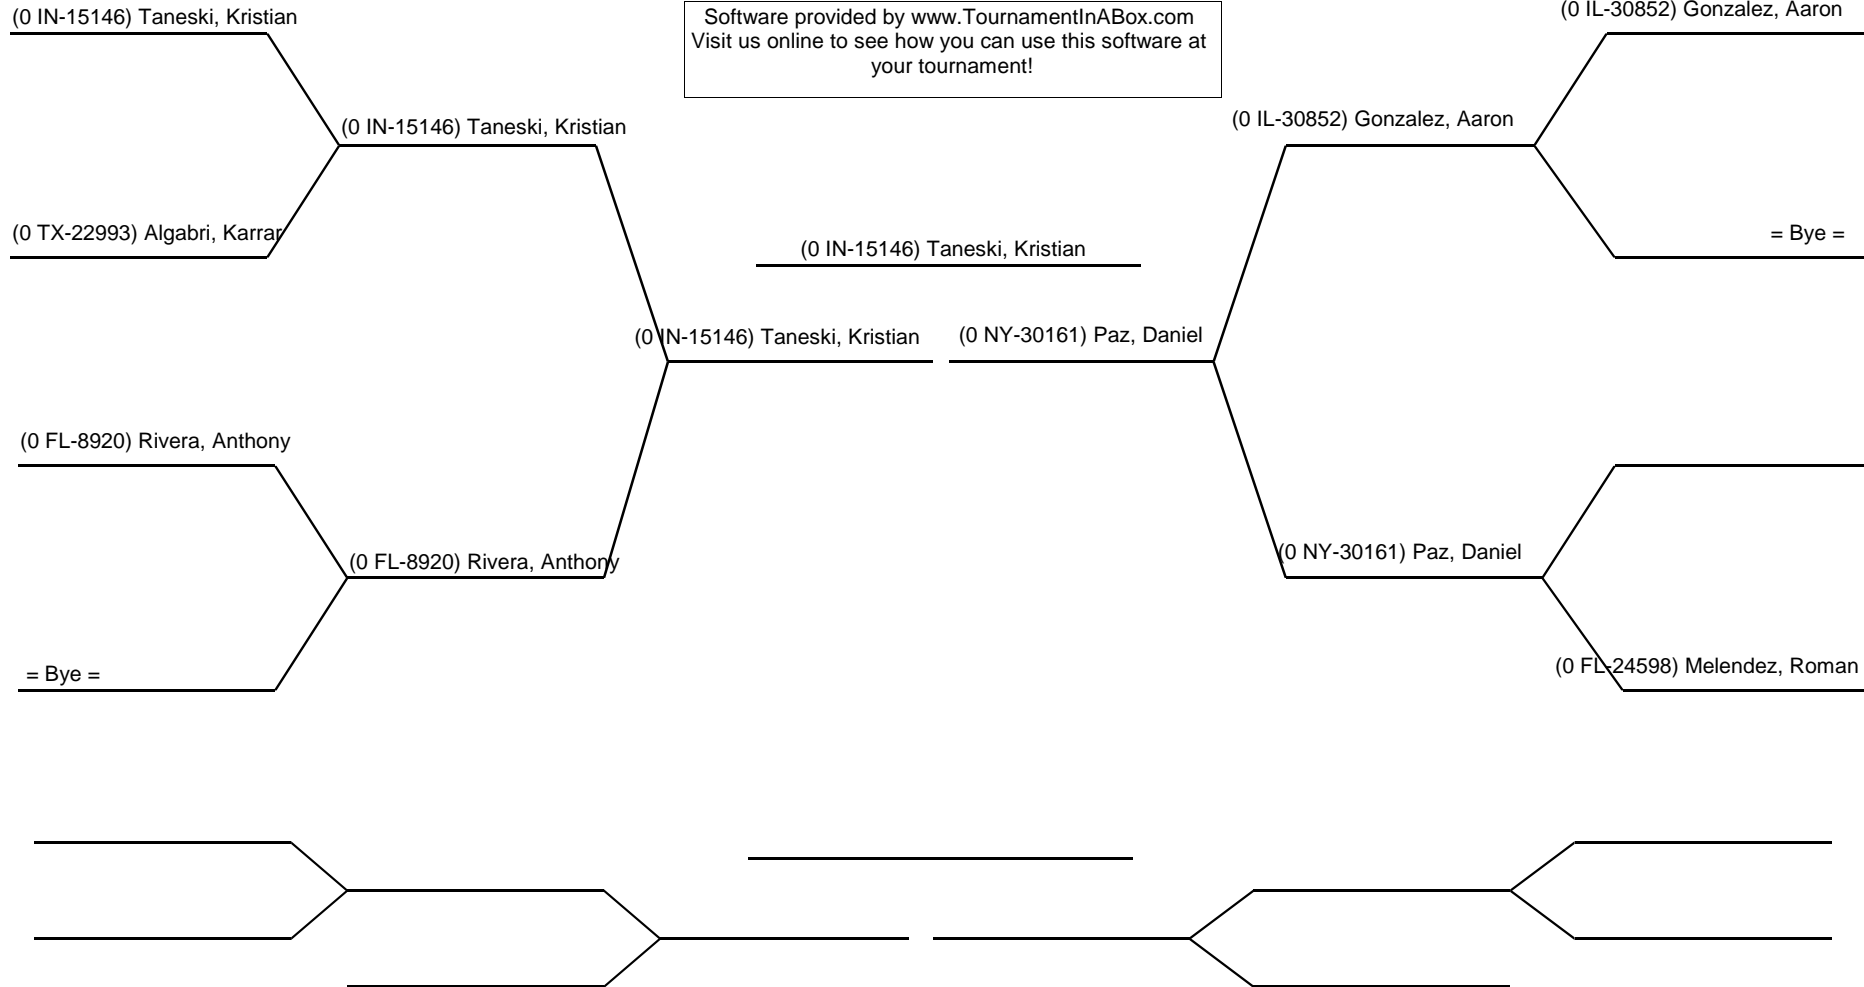 (0 IN-15146) Taneski, Kristian
Software provided by www.TournamentInABox.com
Visit us online to see how you can use this software at
your tournament!
(0 IL-30852) Gonzalez, Aaron
(0 IN-15146) Taneski, Kristian
(0 IL-30852) Gonzalez, Aaron
(0 TX-22993) Algabri, Karrar
(0 IN-15146) Taneski, Kristian
= Bye =
(0 IN-15146) Taneski, Kristian
(0 NY-30161) Paz, Daniel
(0 FL-8920) Rivera, Anthony
(0 FL-8920) Rivera, Anthony
(0 NY-30161) Paz, Daniel
= Bye =
(0 FL-24598) Melendez, Roman